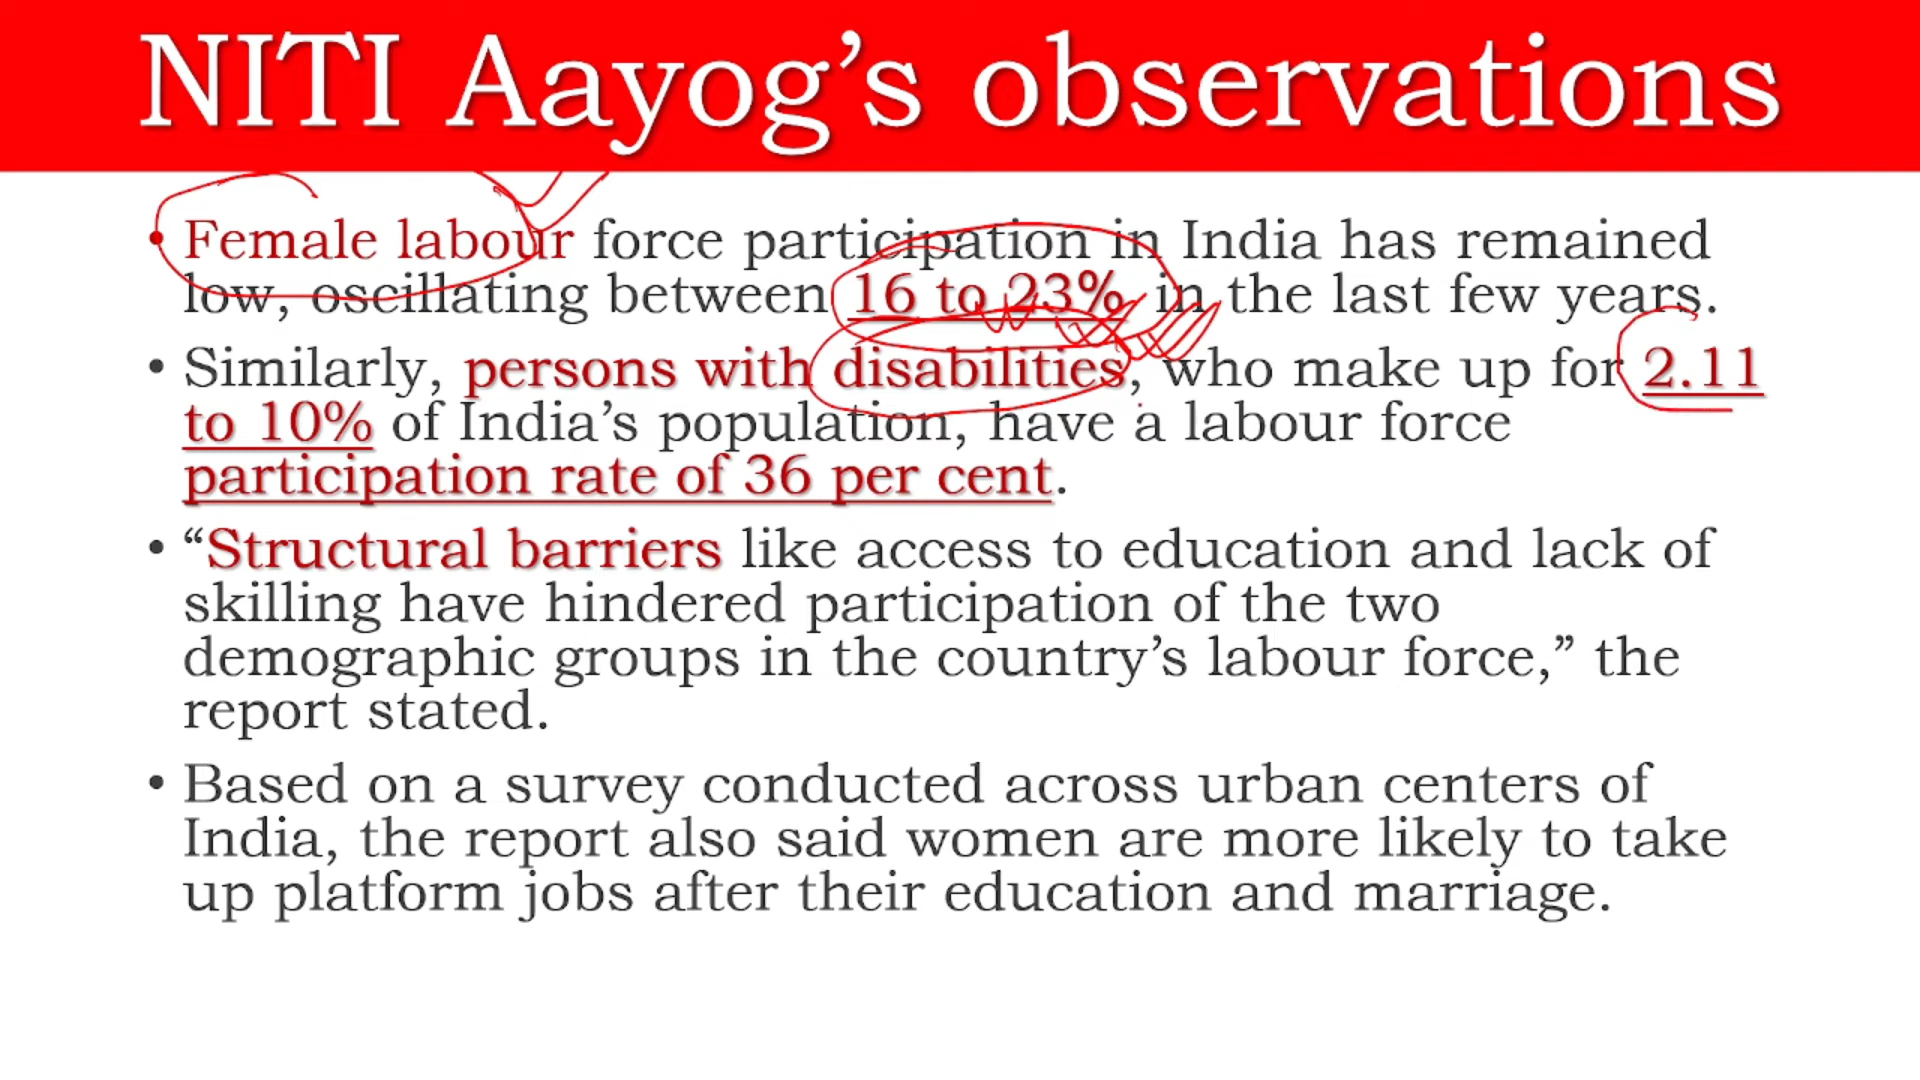 NITI Aayog’s observations
• Female labour force participation in India has remained
low, oscillating between 16 to 23% in the last few years.
• Similarly, persons with disabilities, who make up for 2.11
to 10% of India’s population, have a labour force
participation rate of 36 per cent.
• “Structural barriers like access to education and lack of
skilling have hindered participation of the two
demographic groups in the country’s labour force,” the
report stated.
• Based on a survey conducted across urban centers of
India, the report also said women are more likely to take
up platform jobs after their education and marriage.